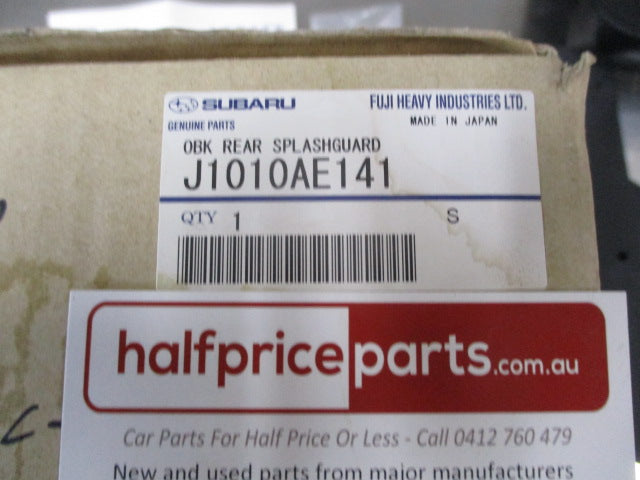 SUBARU FUJI HEAVY INDUSTRIES LTD.
GENUINE PARTS MADE IN JAPAN
OBK REAR SPLASHGUARD
J1010AE141
QTY 1 S
halfpriceparts.com.au
Car Parts For Half Price Or Less - Call 0412 760 479
New and used parts from major manufacturers